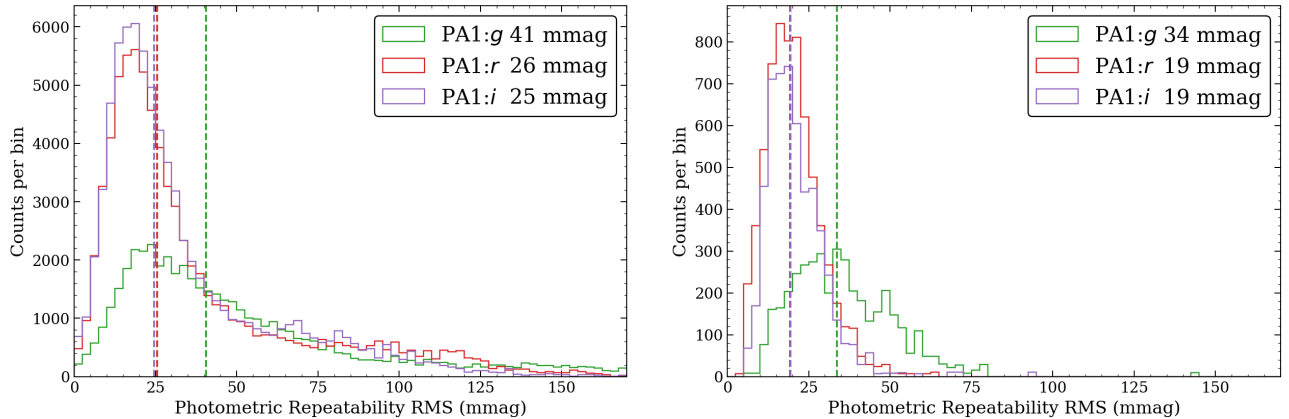 6000
5000
4000
3000
2000
1000
0
Counts per bin
PA1:g 41 mmag
PA1:r 26 mmag
PA1:i 25 mmag
0 25 50 75 100 125 150
Photometric Repeatability RMS (mmag)
800
700
600
500
400
300
200
100
0
Counts per bin
PA1:g 34 mmag
PA1:r 19 mmag
PA1:i 19 mmag
0 25 50 75 100 125 150
Photometric Repeatability RMS (mmag)